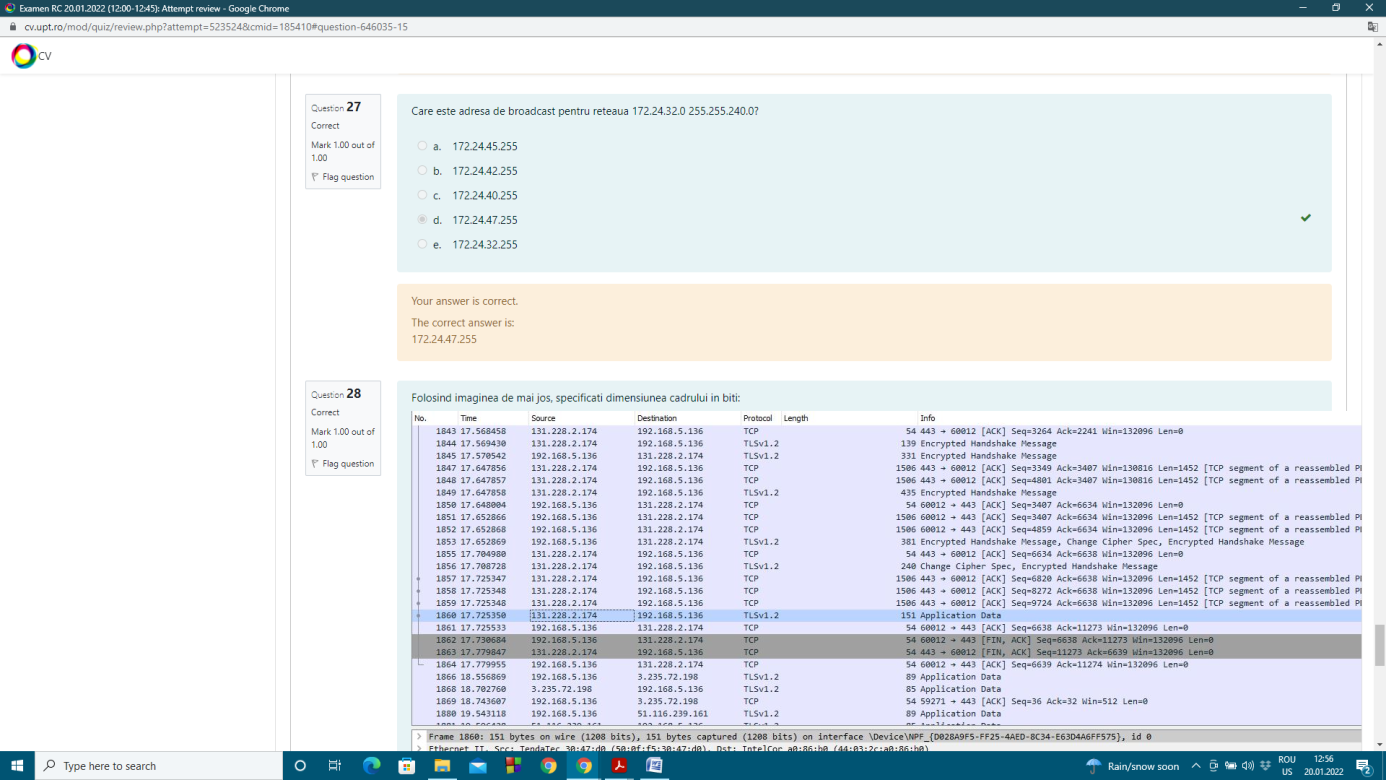 Examen RC 20.01.2022 (12:00-12:45): Attempt review - Google Chrome
cv.upt.ro/mod/quiz/review.php?attempt=523524&cmid=185410#question-646035-15
CV
Question 27
Correct
Mark 1.00 out of
1.00
Flag question
Care este adresa de broadcast pentru reteaua 172.24.32.0 255.255.240.0?
a. 172.24.45.255
b. 172.24.42.255
c. 172.24.40.255
d. 172.24.47.255
e. 172.24.32.255
Your answer is correct.
The correct answer is:
172.24.47.255
Question 28
Correct
Mark 1.00 out of
1.00
Flag question
Folosind imaginea de mai jos, specificati dimensiunea cadrului in biti:
No. Time Source Destination Protocol Length Info
1843 17.568458 131.228.2.174 192.168.5.136 TCP 54 443 → 60012 [ACK] Seq=3264 Ack=2241 Win=132096 Len=0
1844 17.569430 131.228.2.174 192.168.5.136 TLSv1.2 139 Encrypted Handshake Message
1845 17.570542 192.168.5.136 131.228.2.174 TLSv1.2 331 Encrypted Handshake Message
1847 17.647856 131.228.2.174 192.168.5.136 TCP 1506 443 → 60012 [ACK] Seq=3349 Ack=3407 Win=130816 Len=1452 [TCP segment of a reassembled
1848 17.647857 131.228.2.174 192.168.5.136 TCP 1506 443 → 60012 [ACK] Seq=4801 Ack=3407 Win=130816 Len=1452 [TCP segment of a reassembled
1849 17.647858 131.228.2.174 192.168.5.136 TLSv1.2 435 Encrypted Handshake Message
1850 17.648004 192.168.5.136 131.228.2.174 TCP 54 60012 → 443 [ACK] Seq=3407 Ack=6634 Win=132096 Len=0
1851 17.652866 192.168.5.136 131.228.2.174 TCP 1506 60012 → 443 [ACK] Seq=3407 Ack=6634 Win=132096 Len=1452 [TCP segment of a reassembled
1852 17.652868 192.168.5.136 131.228.2.174 TCP 1506 60012 → 443 [ACK] Seq=4859 Ack=6634 Win=132096 Len=1452 [TCP segment of a reassembled
1853 17.652869 192.168.5.136 131.228.2.174 TLSv1.2 381 Encrypted Handshake Message, Change Cipher Spec, Encrypted Handshake Message
1855 17.704980 131.228.2.174 192.168.5.136 TCP 54 443 → 60012 [ACK] Seq=6634 Ack=6638 Win=132096 Len=0
1856 17.708728 131.228.2.174 192.168.5.136 TLSv1.2 240 Change Cipher Spec, Encrypted Handshake Message
1857 17.725347 131.228.2.174 192.168.5.136 TCP 1506 443 → 60012 [ACK] Seq=6820 Ack=6638 Win=132096 Len=1452 [TCP segment of a reassembled
1858 17.725348 131.228.2.174 192.168.5.136 TCP 1506 443 → 60012 [ACK] Seq=8272 Ack=6638 Win=132096 Len=1452 [TCP segment of a reassembled
1859 17.725348 131.228.2.174 192.168.5.136 TCP 1506 443 → 60012 [ACK] Seq=9724 Ack=6638 Win=132096 Len=1452 [TCP segment of a reassembled
1860 17.725350 131.228.2.174 192.168.5.136 TLSv1.2 151 Application Data
1861 17.725533 192.168.5.136 131.228.2.174 TCP 54 60012 → 443 [ACK] Seq=6638 Ack=11273 Win=132096 Len=0
1862 17.730684 192.168.5.136 131.228.2.174 TCP 54 60012 → 443 [FIN, ACK] Seq=6638 Ack=11273 Win=132096 Len=0
1863 17.779847 131.228.2.174 192.168.5.136 TCP 54 443 → 60012 [FIN, ACK] Seq=11273 Ack=6639 Win=132096 Len=0
1864 17.779955 192.168.5.136 131.228.2.174 TCP 54 60012 → 443 [ACK] Seq=6639 Ack=11274 Win=132096 Len=0
1866 18.556869 192.168.5.136 3.235.72.198 TLSv1.2 89 Application Data
1868 18.702760 3.235.72.198 192.168.5.136 TLSv1.2 85 Application Data
1869 18.743607 192.168.5.136 3.235.72.198 TCP 54 59271 → 443 [ACK] Seq=36 Ack=32 Win=512 Len=0
1880 19.543118 192.168.5.136 51.116.239.161 TLSv1.2 89 Application Data
Frame 1860: 151 bytes on wire (1208 bits), 151 bytes captured (1208 bits) on interface \Device\NPF_{D028A9F5-FF25-4AED-8C34-E63D4A6FF575}, id 0
Ethernet II, Src: TendaTec_30:47:d0 (50:0f:f5:30:47:d0), Dst: IntelCor_a0:86:b0 (44:03:2c:a0:86:b0)
Type here to search
Rain/snow soon
ROU
US
12:56
20.01.2022
2